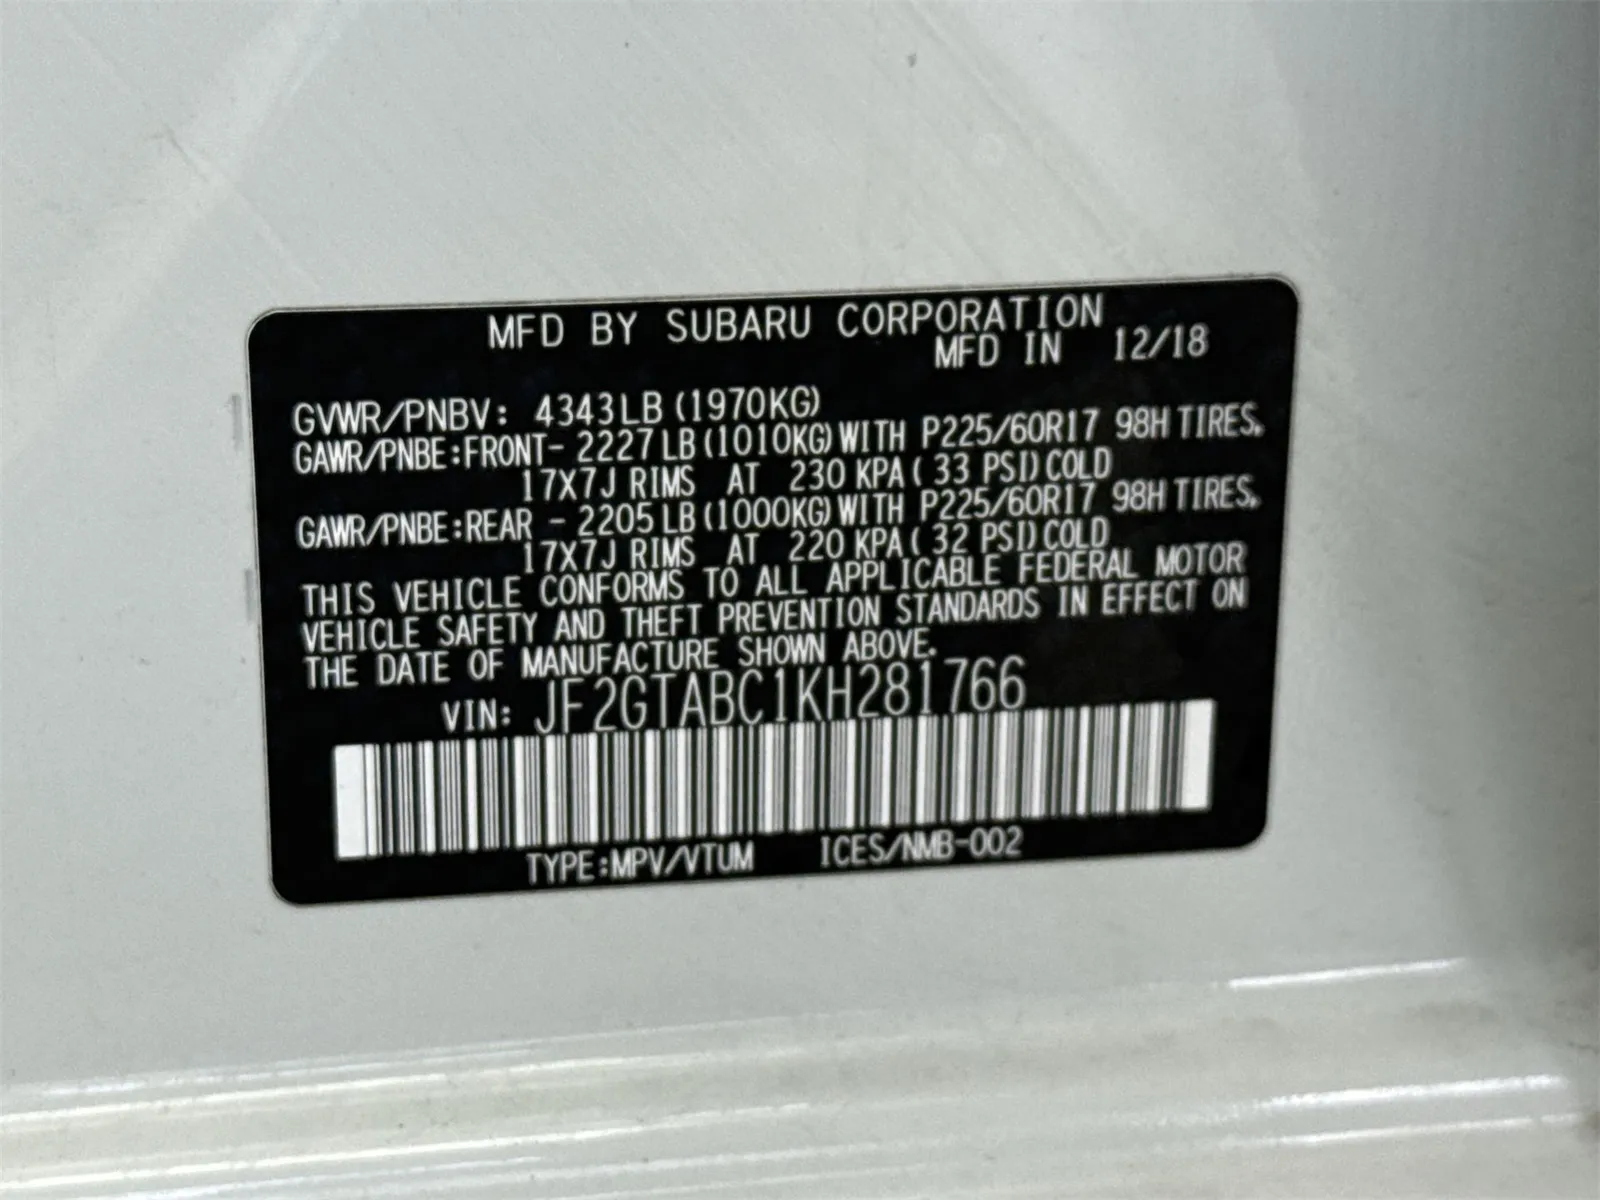 MFD BY SUBARU CORPORATION
MFD IN 12/18
GVWR/PNBV: 4343LB (1970KG)
GAWR/PNBE:FRONT- 2227LB (1010KG) WITH P225/60R17 98H TIRES.
17X7J RIMS AT 230 KPA ( 33 PSI) COLD
GAWR/PNBE:REAR - 2205LB (1000KG) WITH P225/60R17 98H TIRES.
17X7J RIMS AT 220 KPA ( 32 PSI) COLD
THIS VEHICLE CONFORMS TO ALL APPLICABLE FEDERAL MOTOR
VEHICLE SAFETY AND THEFT PREVENTION STANDARDS IN EFFECT ON
THE DATE OF MANUFACTURE SHOWN ABOVE.
VIN: JF2GTABC1KH281766
TYPE:MPV/VTUM ICES/NMB-002